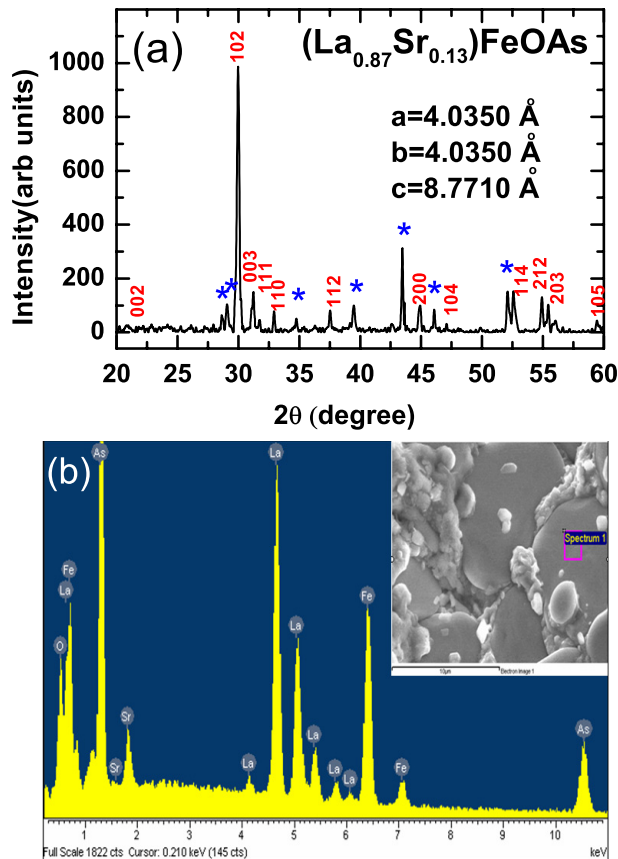 (a)
(La0.87Sr0.13)FeOAs
a=4.0350 Å
b=4.0350 Å
c=8.7710 Å
Intensity(arb units)
1000
800
600
400
200
0
002
*
*
102
003
111
110
*
112
*
*
200
*
104
*
114
212
203
105
20 25 30 35 40 45 50 55 60
2θ (degree)
(b)
O
La
Fe
As
Sr
Sr
La
La
La
La
La
La
Fe
Fe
As
Spectrum 1
10µm
Electron Image 1
1 2 3 4 5 6 7 8 9 10
Full Scale 1822 cts Cursor: 0.210 keV (145 cts)
keV